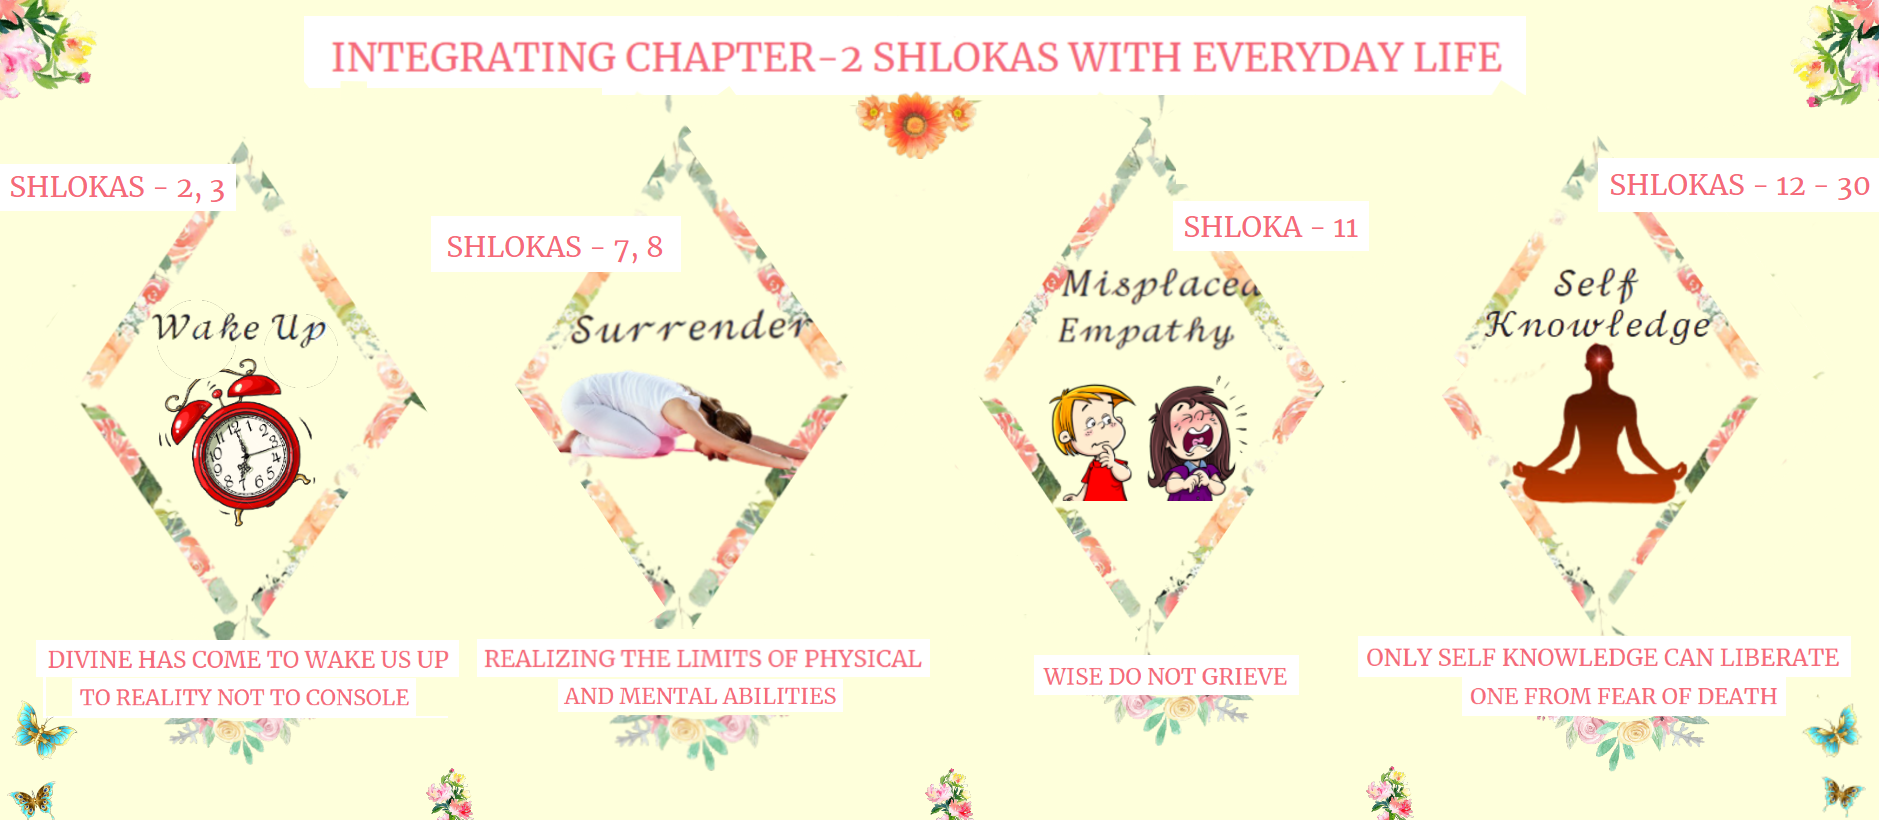 INTEGRATING CHAPTER-2 SHLOKAS WITH EVERYDAY LIFE
SHLOKAS - 2, 3
Wake Up
DIVINE HAS COME TO WAKE US UP
TO REALITY NOT TO CONSOLE
SHLOKAS - 7, 8
Surrender
REALIZING THE LIMITS OF PHYSICAL
AND MENTAL ABILITIES
SHLOKA - 11
Misplaced
Empathy
WISE DO NOT GRIEVE
SHLOKAS - 12 - 30
Self
Knowledge
ONLY SELF KNOWLEDGE CAN LIBERATE
ONE FROM FEAR OF DEATH